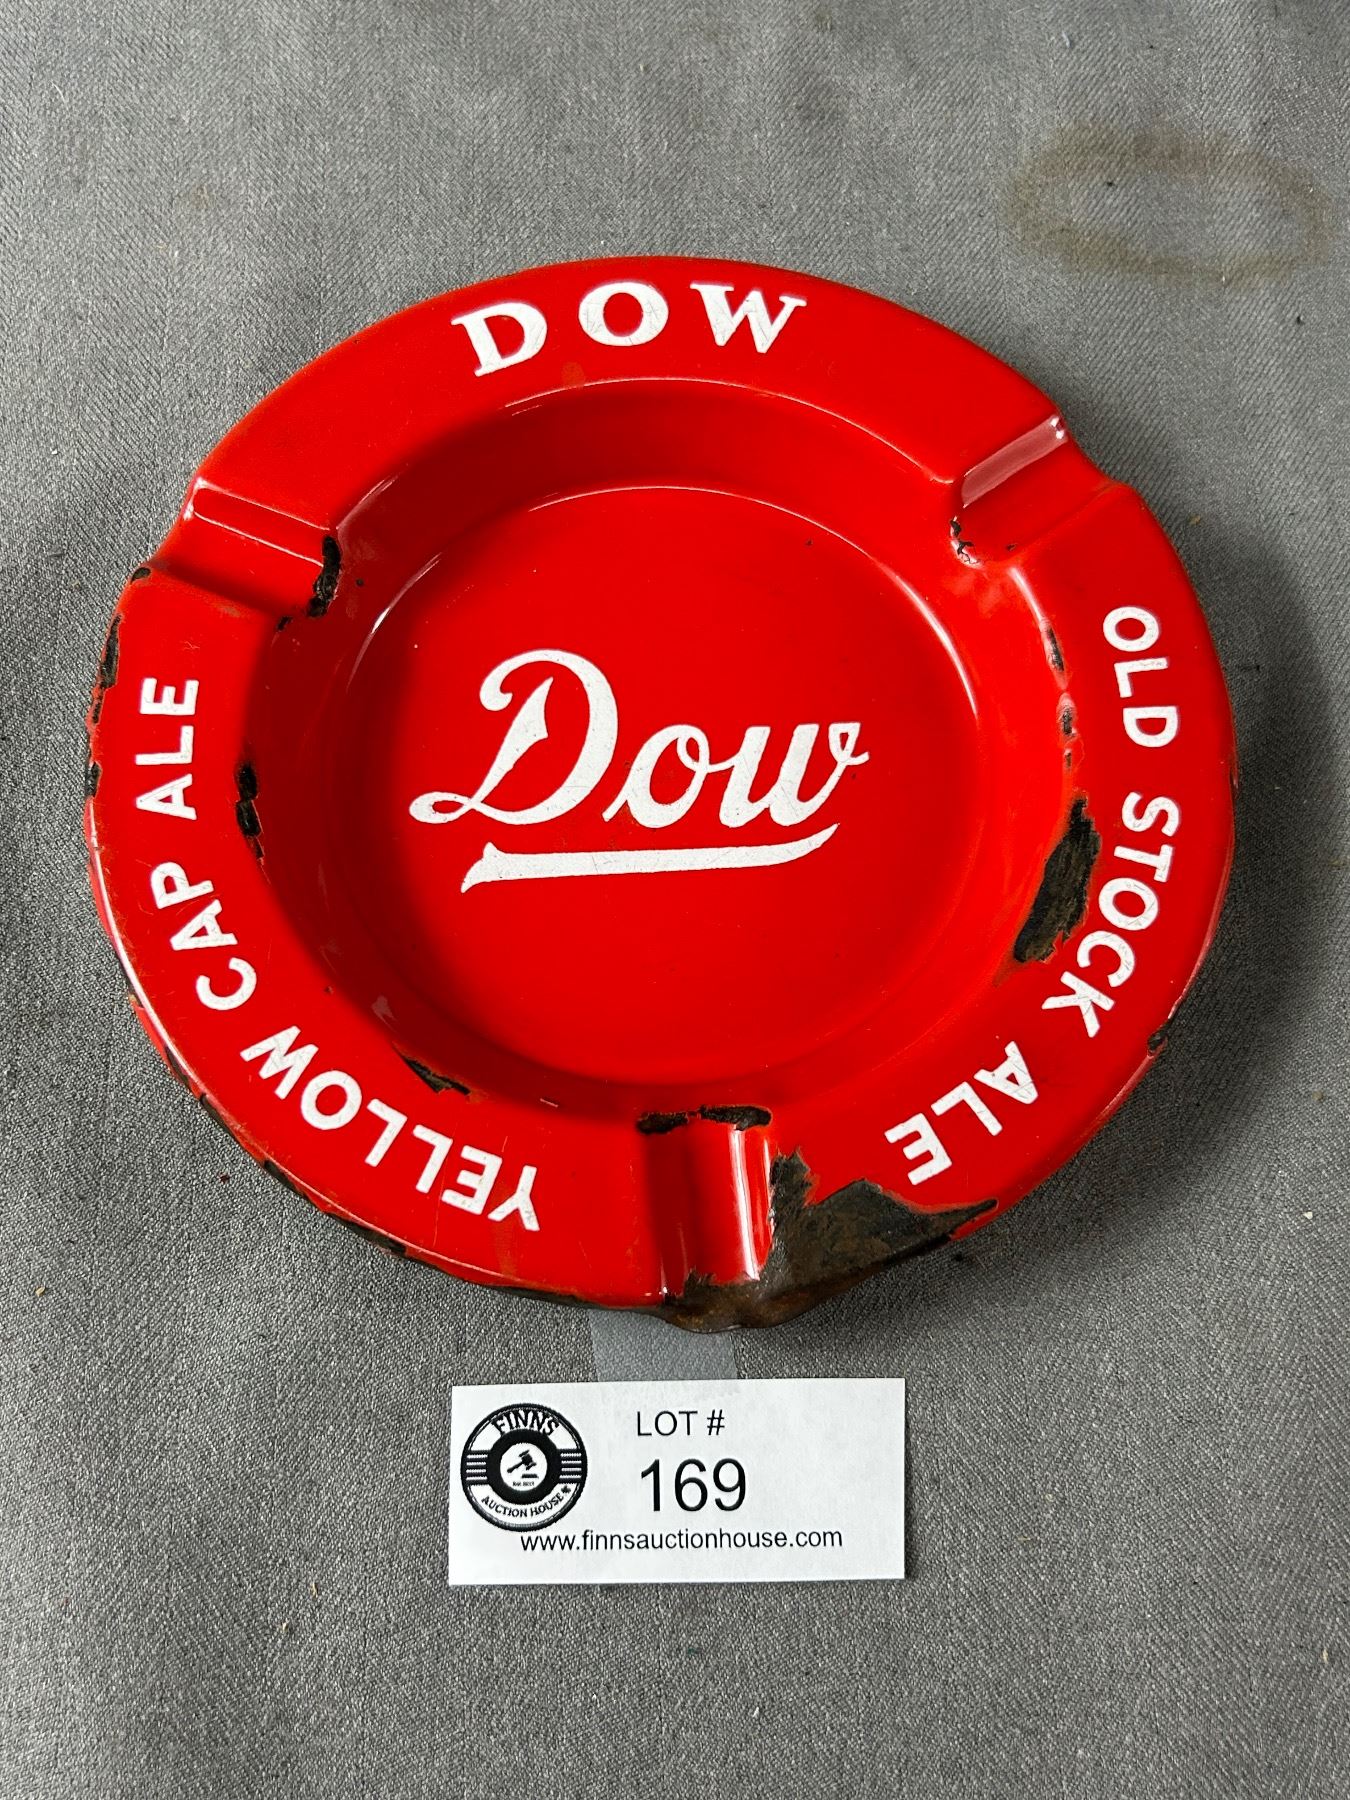 DOW
OLD STOCK ALE
YELLOW CAP ALE
Dow
FINNS
AUCTION HOUSE
LOT #
169
www.finnsauctionhouse.com